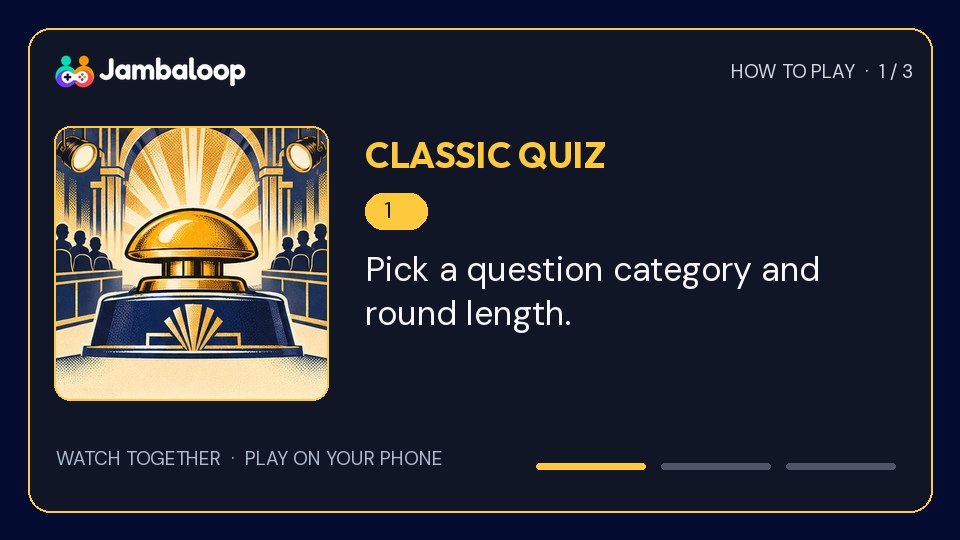 Jambaloop
HOW TO PLAY · 1 / 3
CLASSIC QUIZ
1
Pick a question category and
round length.
WATCH TOGETHER · PLAY ON YOUR PHONE